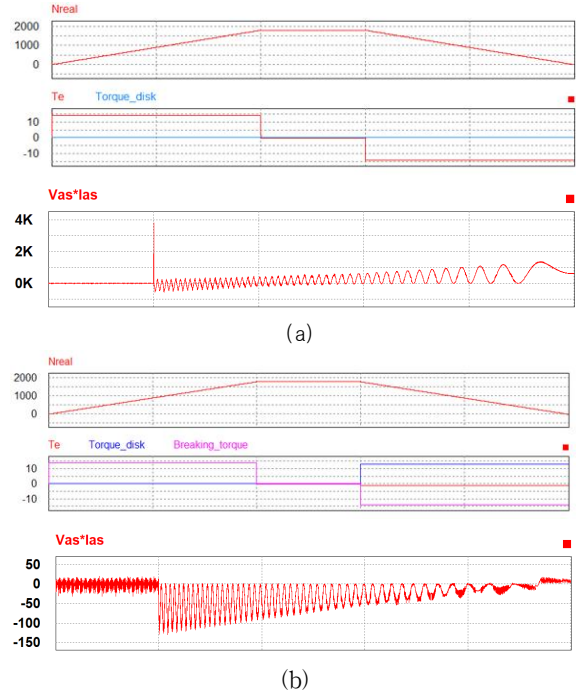 Nreal
2000
1000
0
Te Torque_disk
10
0
-10
Vas*Ias
4K
2K
0K
(a)
Nreal
2000
1000
0
Te Torque_disk Breaking_torque
10
0
-10
Vas*Ias
50
0
-50
-100
-150
(b)